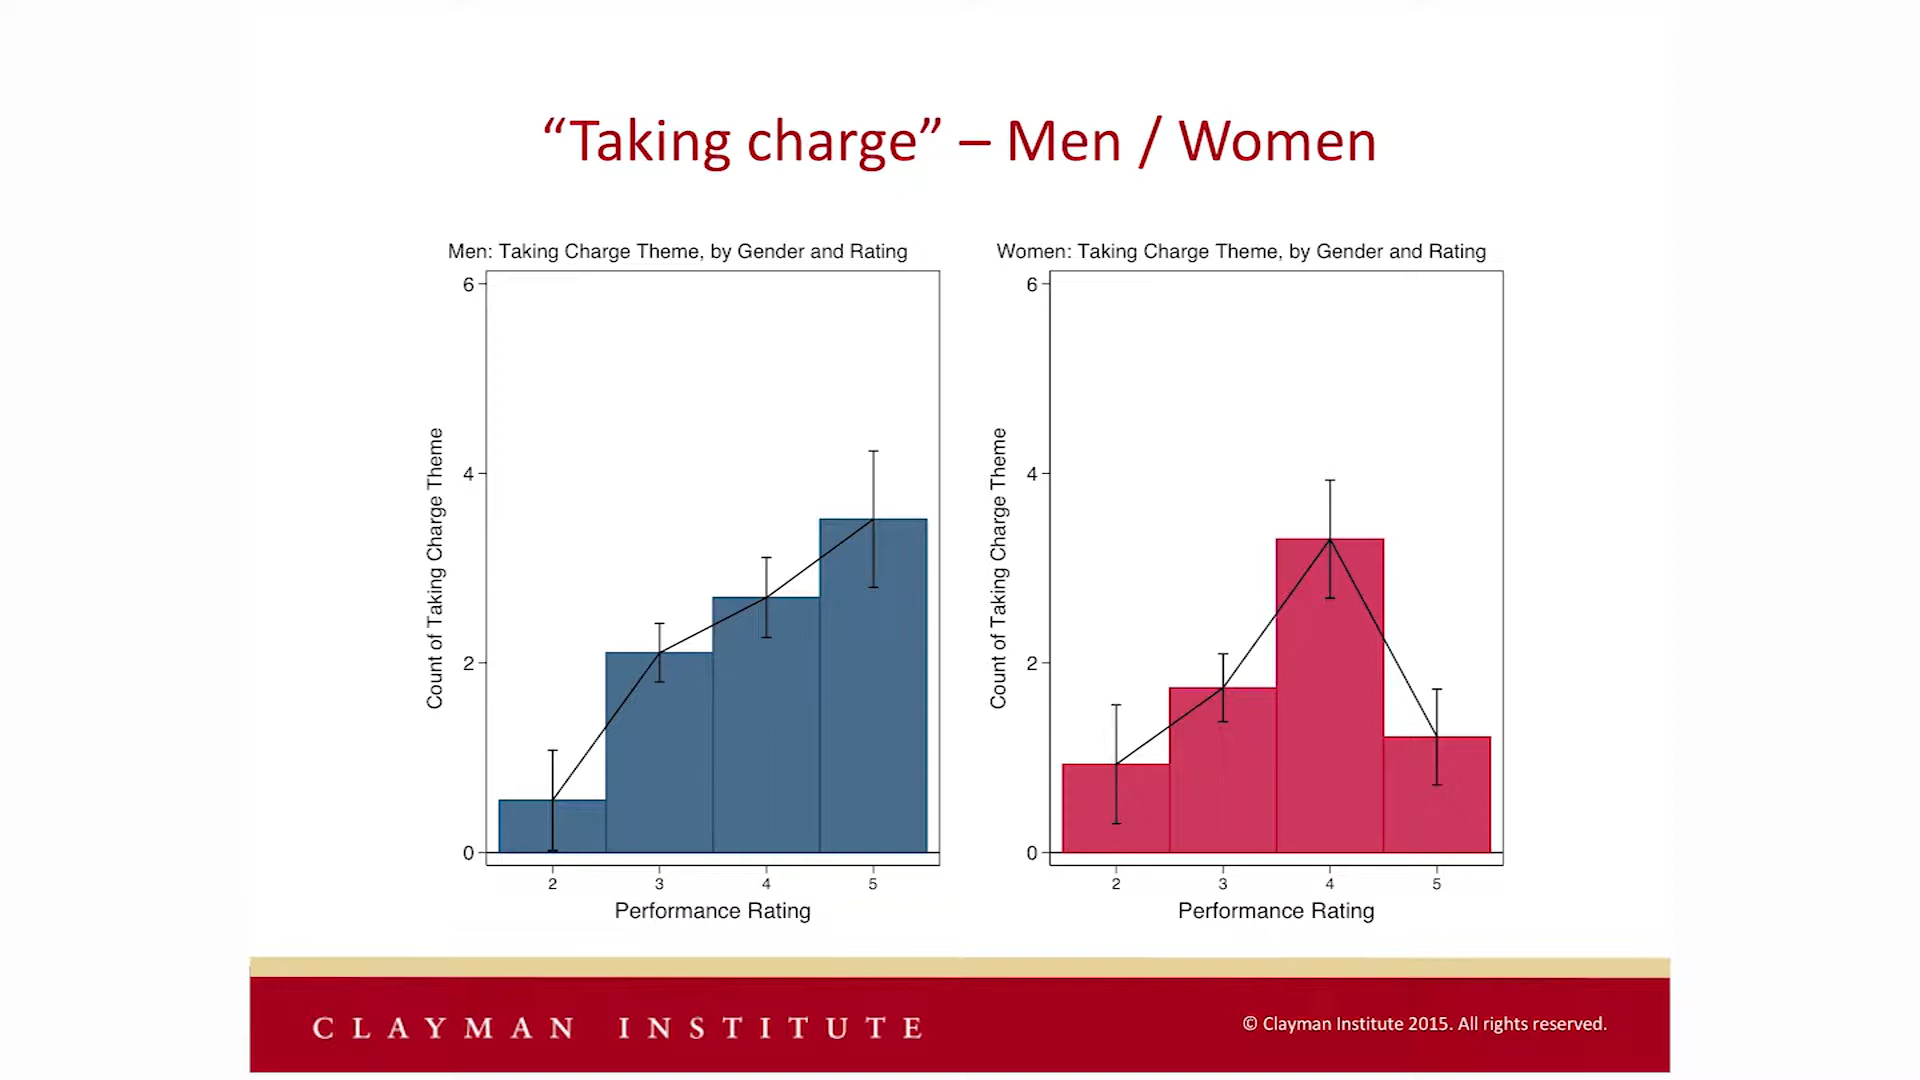 “Taking charge” – Men / Women
Men: Taking Charge Theme, by Gender and Rating
Count of Taking Charge Theme
6
4
2
0
2 3 4 5
Performance Rating
Women: Taking Charge Theme, by Gender and Rating
Count of Taking Charge Theme
6
4
2
0
2 3 4 5
Performance Rating
CLAYMAN INSTITUTE
© Clayman Institute 2015. All rights reserved.